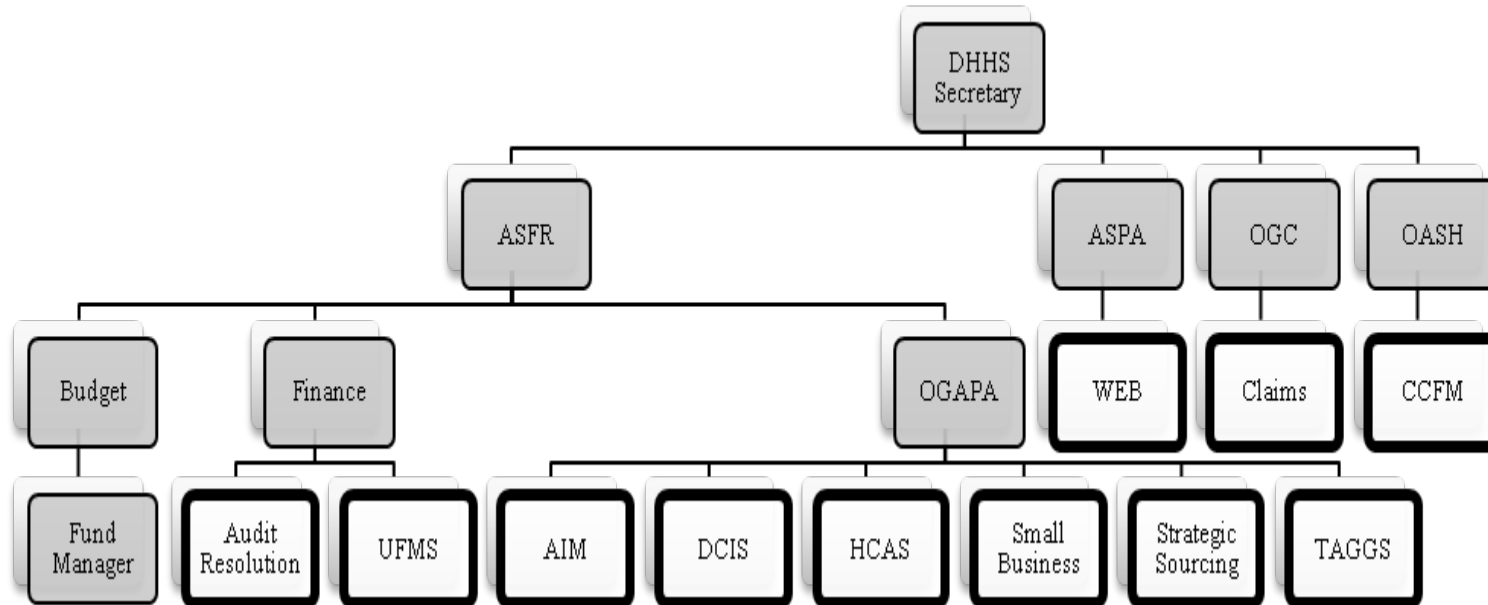 DHHS
Secretary
ASFR
ASPA
OGC
OASH
Budget
Finance
OGAPA
WEB
Claims
CCFM
Fund
Manager
Audit
Resolution
UFMS
AIM
DCIS
HCAS
Small
Business
Strategic
Sourcing
TAGGS